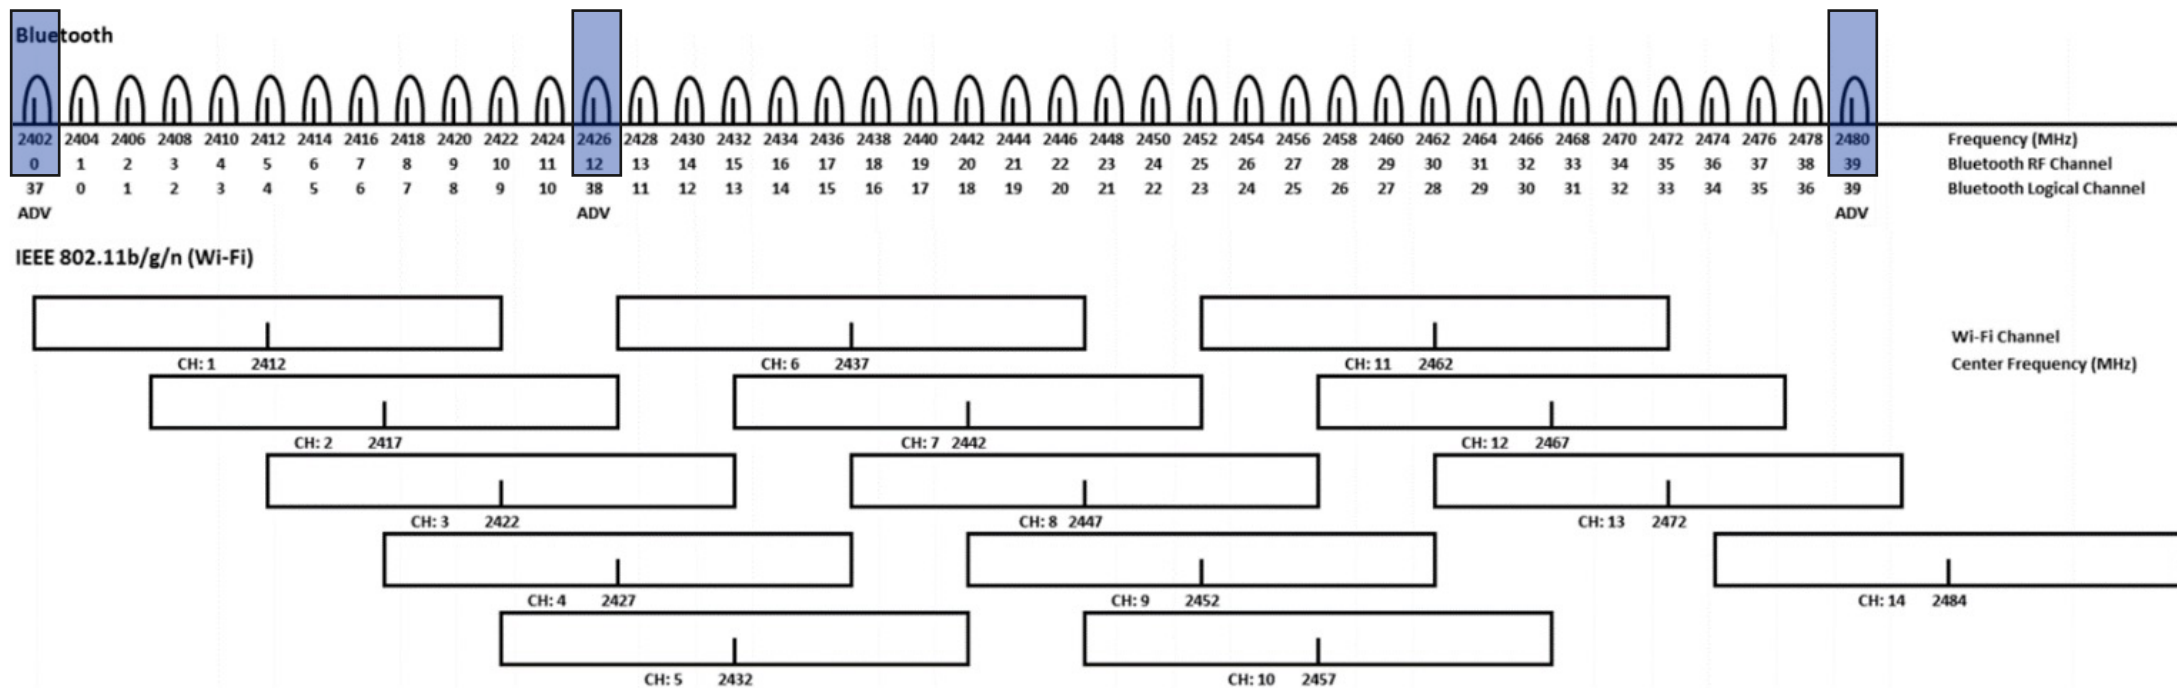 Bluetooth
2402 2404 2406 2408 2410 2412 2414 2416 2418 2420 2422 2424 2426 2428 2430 2432 2434 2436 2438 2440 2442 2444 2446 2448 2450 2452 2454 2456 2458 2460 2462 2464 2466 2468 2470 2472 2474 2476 2478 2480 Frequency (MHz)
0 1 2 3 4 5 6 7 8 9 10 11 12 13 14 15 16 17 18 19 20 21 22 23 24 25 26 27 28 29 30 31 32 33 34 35 36 37 38 39 Bluetooth RF Channel
37 0 1 2 3 4 5 6 7 8 9 10 38 11 12 13 14 15 16 17 18 19 20 21 22 23 24 25 26 27 28 29 30 31 32 33 34 35 36 39 Bluetooth Logical Channel
ADV ADV ADV
IEEE 802.11b/g/n (Wi-Fi)
Wi-Fi Channel
CH: 1 2412 CH: 6 2437 CH: 11 2462 Center Frequency (MHz)
CH: 2 2417 CH: 7 2442 CH: 12 2467
CH: 3 2422 CH: 8 2447 CH: 13 2472
CH: 4 2427 CH: 9 2452 CH: 14 2484
CH: 5 2432 CH: 10 2457